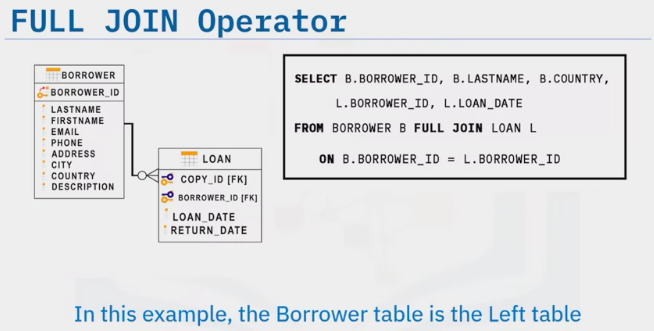 FULL JOIN Operator
BORROWER
BORROWER_ID
LASTNAME
FIRSTNAME
EMAIL
PHONE
ADDRESS
CITY
COUNTRY
DESCRIPTION
LOAN
COPY_ID [FK]
BORROWER_ID [FK]
LOAN_DATE
RETURN_DATE
SELECT B.BORROWER_ID, B.LASTNAME, B.COUNTRY,
L.BORROWER_ID, L.LOAN_DATE
FROM BORROWER B FULL JOIN LOAN L
ON B.BORROWER_ID = L.BORROWER_ID
In this example, the Borrower table is the Left table